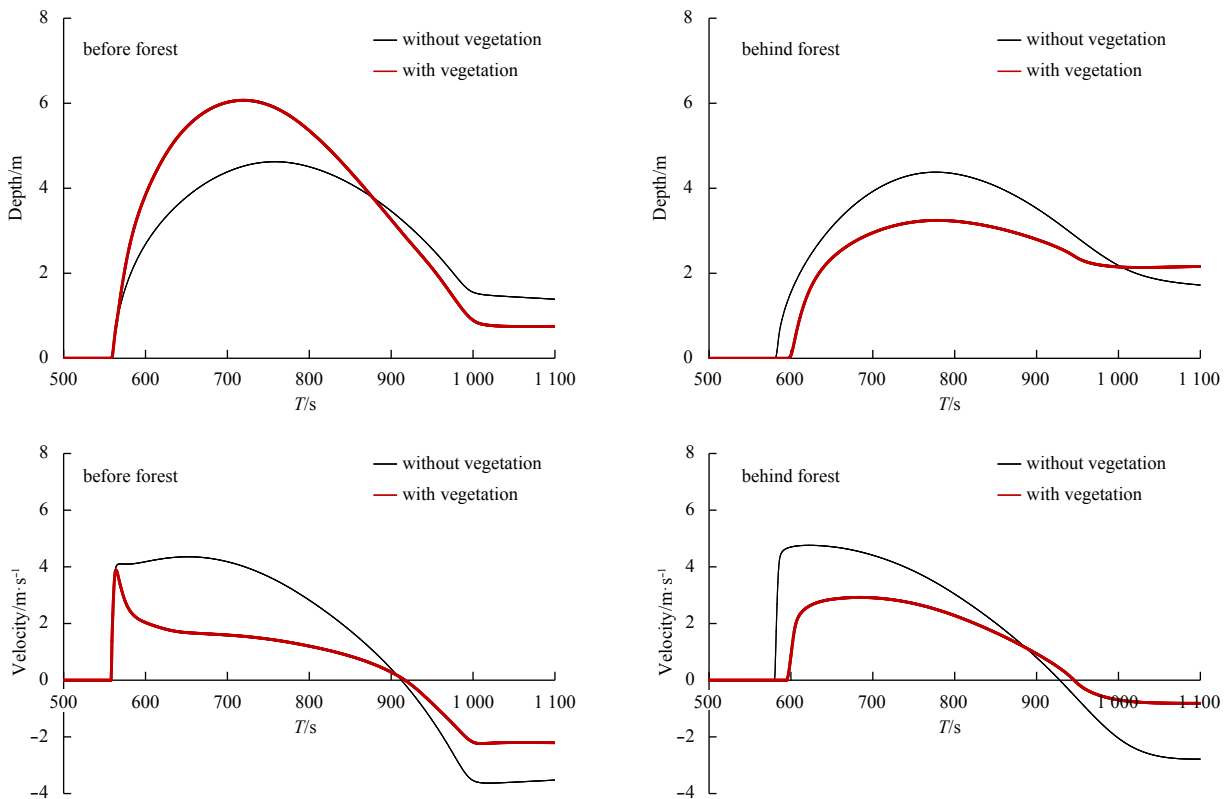 8
before forest
without vegetation
with vegetation
6
Depth/m
4
2
0
500 600 700 800 900 1 000 1 100
T/s
8
behind forest
without vegetation
with vegetation
6
Depth/m
4
2
0
500 600 700 800 900 1 000 1 100
T/s
8
before forest
without vegetation
with vegetation
6
4
Velocity/m·s⁻¹
2
0
500 600 700 800 900 1 000 1 100
T/s
−2
−4
8
behind forest
without vegetation
with vegetation
6
4
Velocity/m·s⁻¹
2
0
500 600 700 800 900 1 000 1 100
T/s
−2
−4